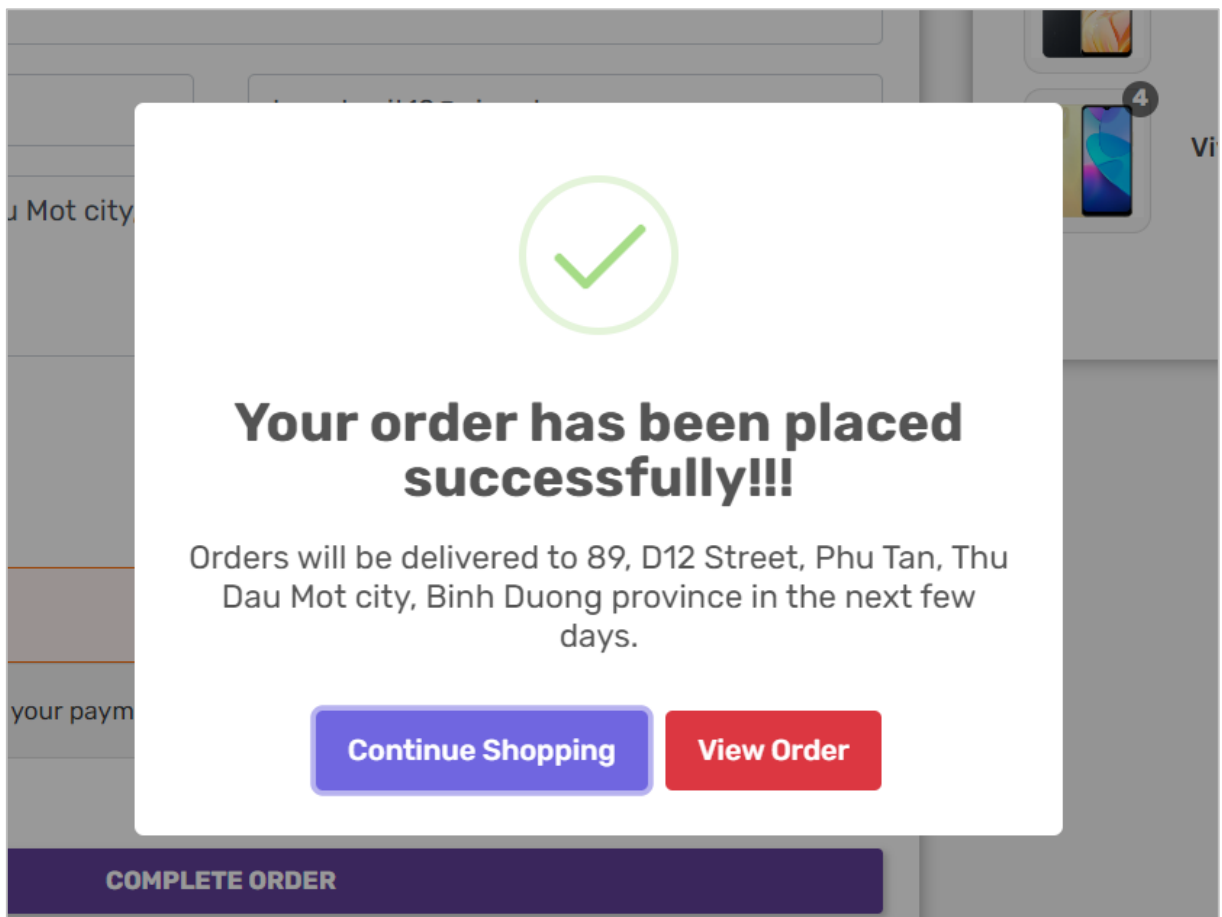 4
Vi
u Mot city,
Your order has been placed
successfully!!!
Orders will be delivered to 89, D12 Street, Phu Tan, Thu
Dau Mot city, Binh Duong province in the next few
days.
your paym
Continue Shopping
View Order
COMPLETE ORDER